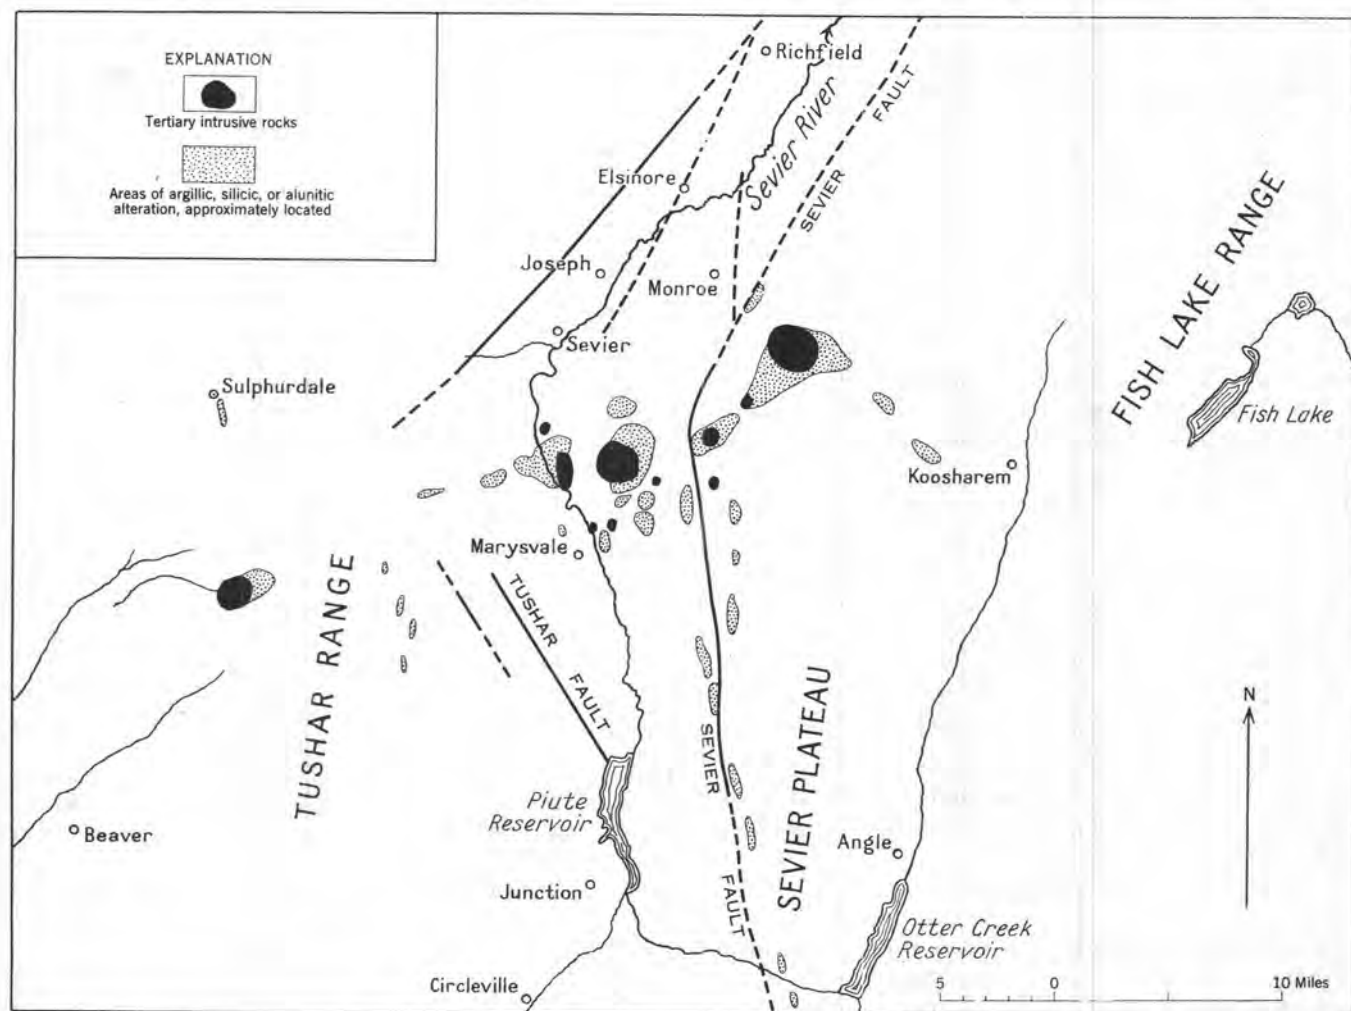 EXPLANATION
Tertiary intrusive rocks
Areas of argillic, silicic, or alunitic
alteration, approximately located
Richfield
Sevier River
SEVIER
FAULT
Elsinore
Joseph
Monroe
Sevier
Sulphurdale
FISH LAKE RANGE
Fish Lake
Koosharem
Marysvale
TUSHAR RANGE
TUSHAR
FAULT
SEVIER
FAULT
SEVIER PLATEAU
N
Piute
Reservoir
Beaver
Junction
Angle
Otter Creek
Reservoir
Circleville
5 0 10 Miles